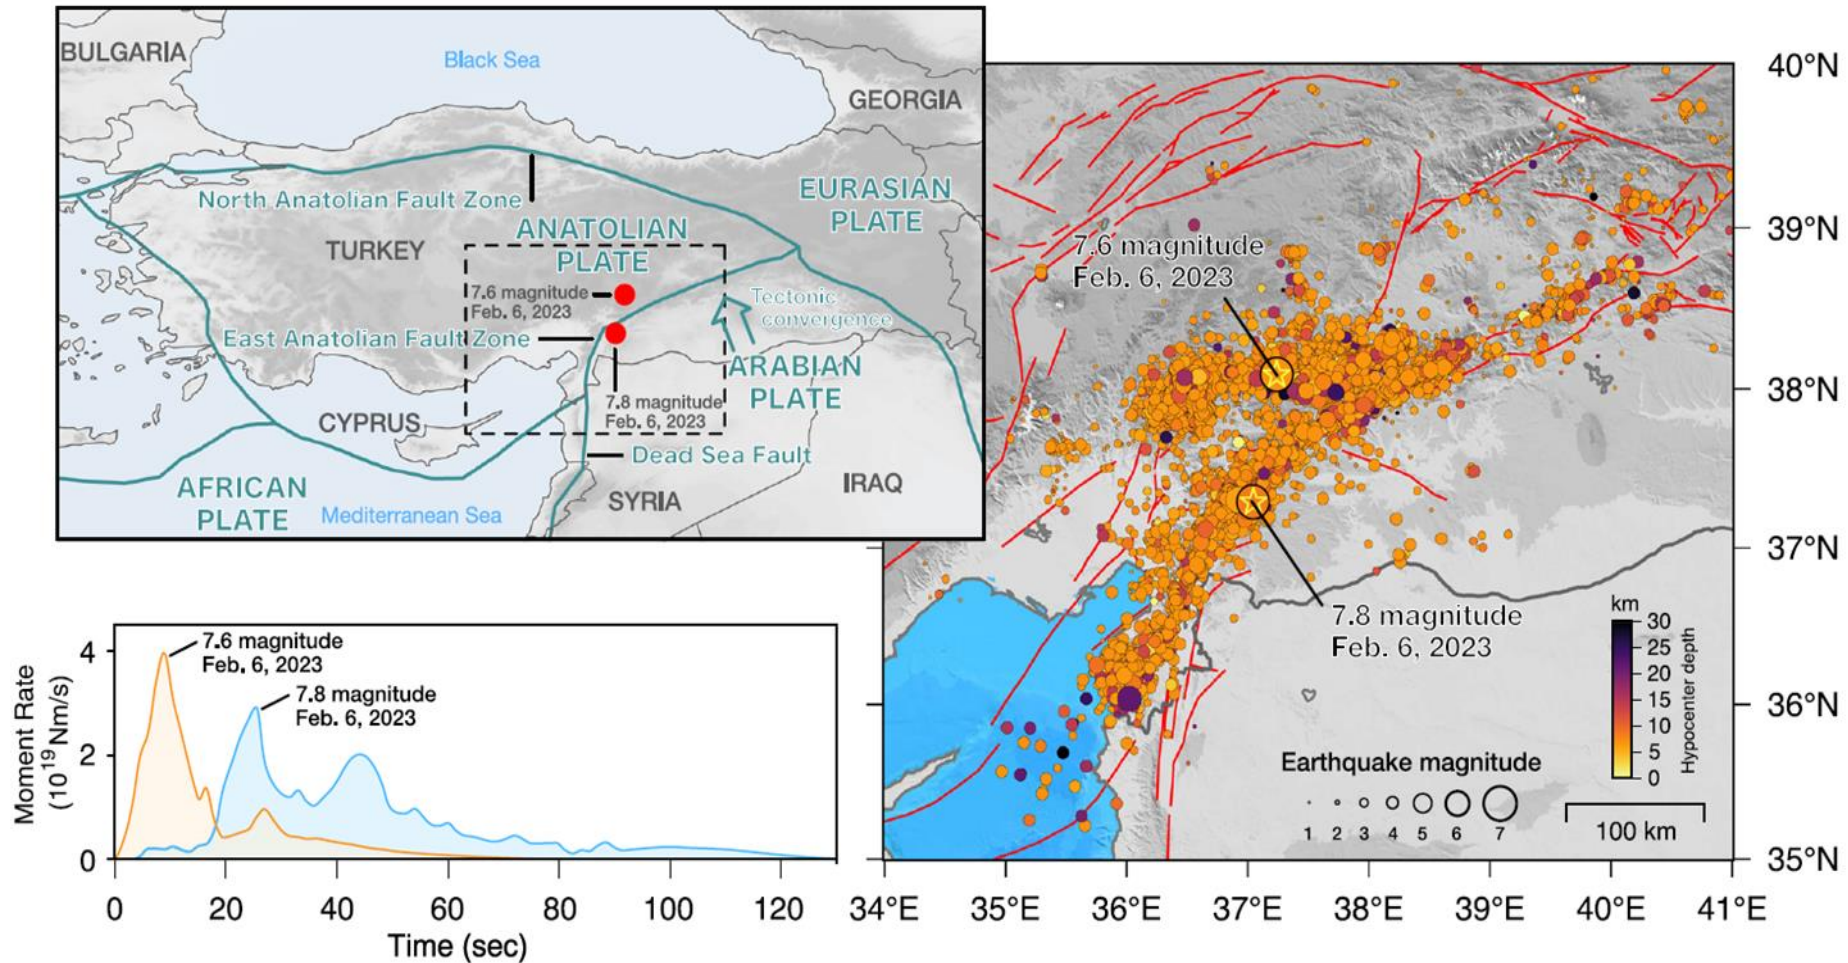 BULGARIA
Black Sea
GEORGIA
North Anatolian Fault Zone
EURASIAN
PLATE
ANATOLIAN
PLATE
TURKEY
7.6 magnitude
Feb. 6, 2023
Tectonic
convergence
East Anatolian Fault Zone
ARABIAN
PLATE
7.8 magnitude
Feb. 6, 2023
CYPRUS
Dead Sea Fault
AFRICAN
PLATE
Mediterranean Sea
SYRIA
IRAQ
40°N
39°N
38°N
37°N
36°N
35°N
7.6 magnitude
Feb. 6, 2023
7.8 magnitude
Feb. 6, 2023
km
30
25
20
15
10
5
0
Hypocenter depth
Earthquake magnitude
1 2 3 4 5 6 7
100 km
34°E 35°E 36°E 37°E 38°E 39°E 40°E 41°E
Moment Rate
(10^19 Nm/s)
4
2
0
7.6 magnitude
Feb. 6, 2023
7.8 magnitude
Feb. 6, 2023
0 20 40 60 80 100 120
Time (sec)